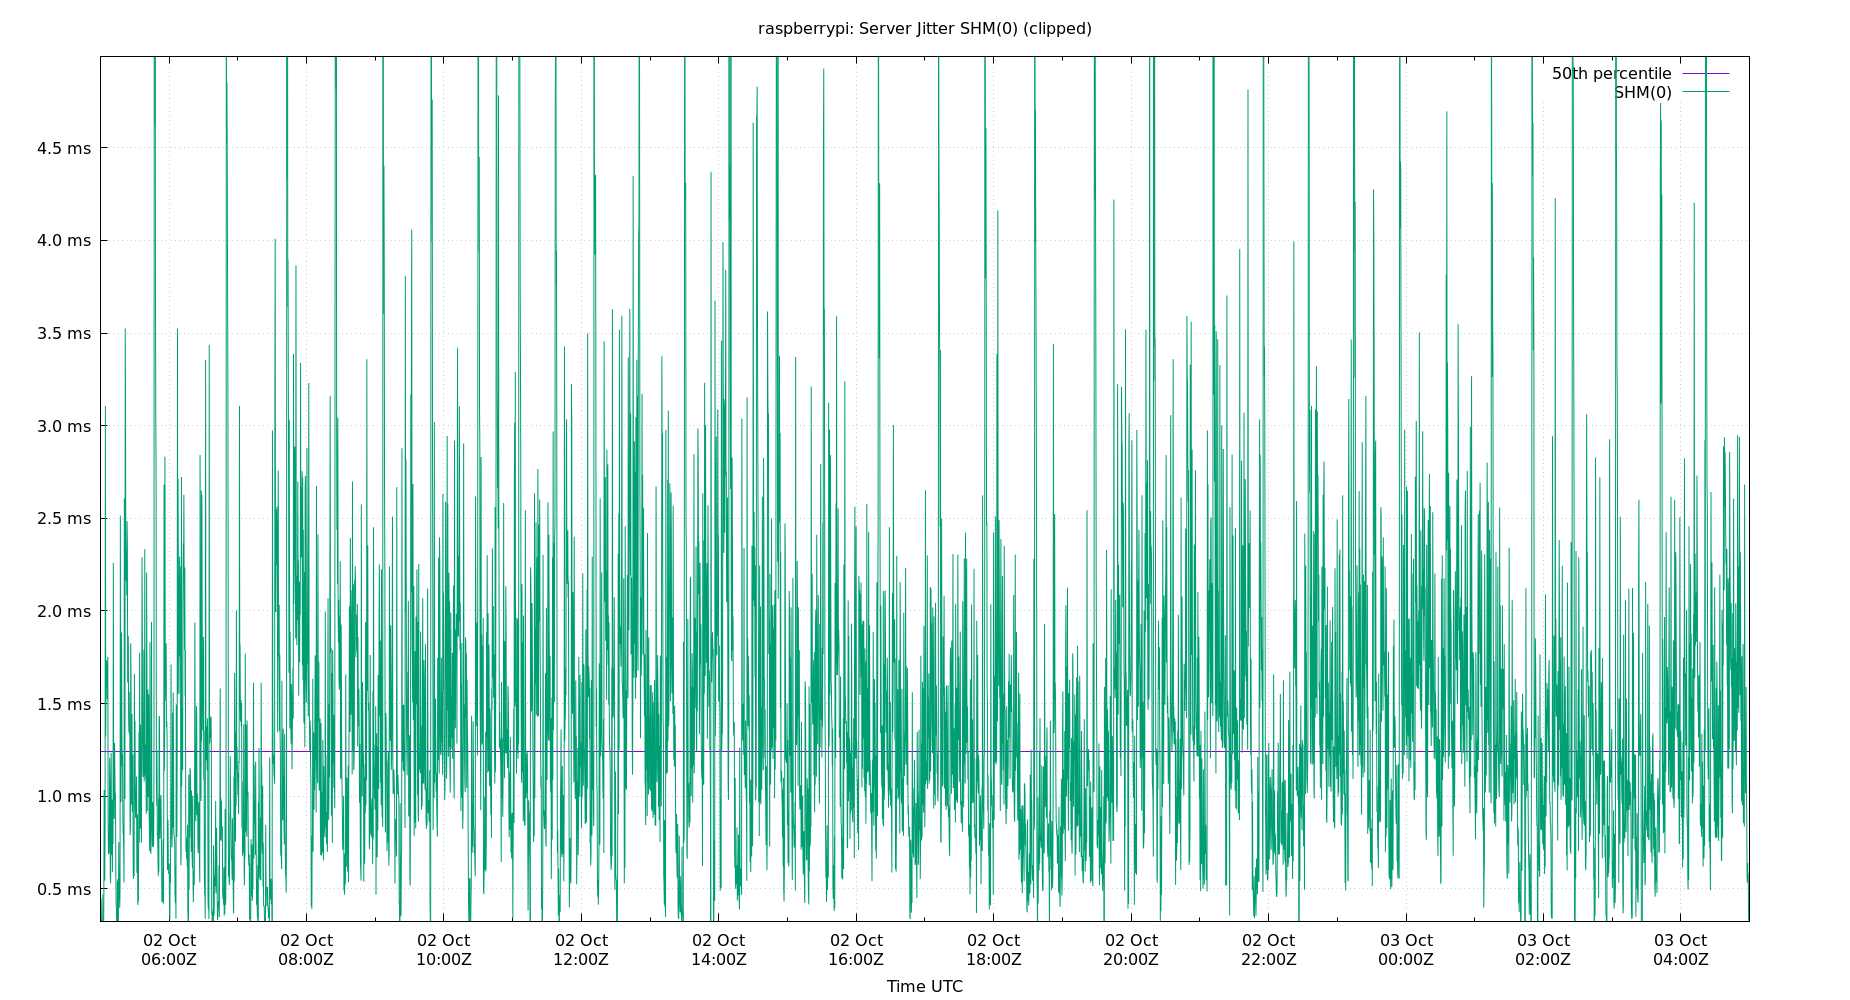 raspberrypi: Server Jitter SHM(0) (clipped)
50th percentile
SHM(0)
4.5 ms
4.0 ms
3.5 ms
3.0 ms
2.5 ms
2.0 ms
1.5 ms
1.0 ms
0.5 ms
02 Oct 02 Oct 02 Oct 02 Oct 02 Oct 02 Oct 02 Oct 02 Oct 02 Oct 03 Oct 03 Oct 03 Oct
06:00Z 08:00Z 10:00Z 12:00Z 14:00Z 16:00Z 18:00Z 20:00Z 22:00Z 00:00Z 02:00Z 04:00Z
Time UTC